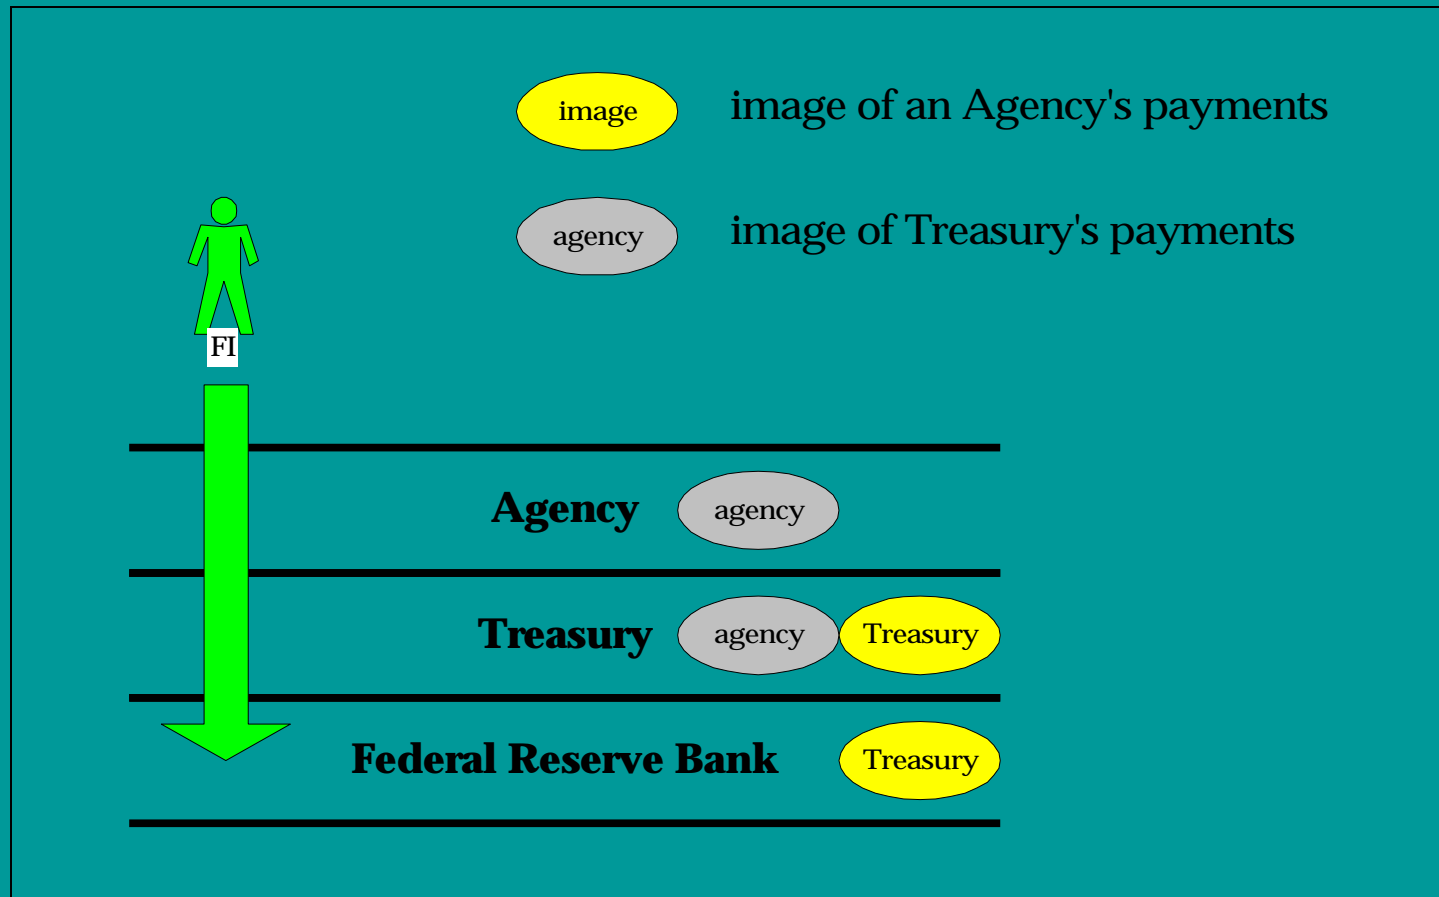 image image of an Agency's payments
agency image of Treasury's payments
FI
Agency agency
Treasury agency Treasury
Federal Reserve Bank Treasury